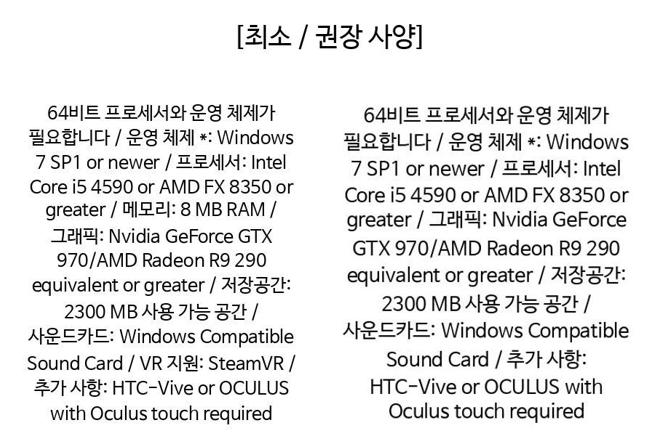 [최소 / 권장 사양]
64비트 프로세서와 운영 체제가
필요합니다 / 운영 체제 *: Windows
7 SP1 or newer / 프로세서: Intel
Core i5 4590 or AMD FX 8350 or
greater / 메모리: 8 MB RAM /
그래픽: Nvidia GeForce GTX
970/AMD Radeon R9 290
equivalent or greater / 저장공간:
2300 MB 사용 가능 공간 /
사운드카드: Windows Compatible
Sound Card / VR 지원: SteamVR /
추가 사항: HTC-Vive or OCULUS
with Oculus touch required
64비트 프로세서와 운영 체제가
필요합니다 / 운영 체제 *: Windows
7 SP1 or newer / 프로세서: Intel
Core i5 4590 or AMD FX 8350 or
greater / 그래픽: Nvidia GeForce
GTX 970/AMD Radeon R9 290
equivalent or greater / 저장공간:
2300 MB 사용 가능 공간 /
사운드카드: Windows Compatible
Sound Card / 추가 사항:
HTC-Vive or OCULUS with
Oculus touch required